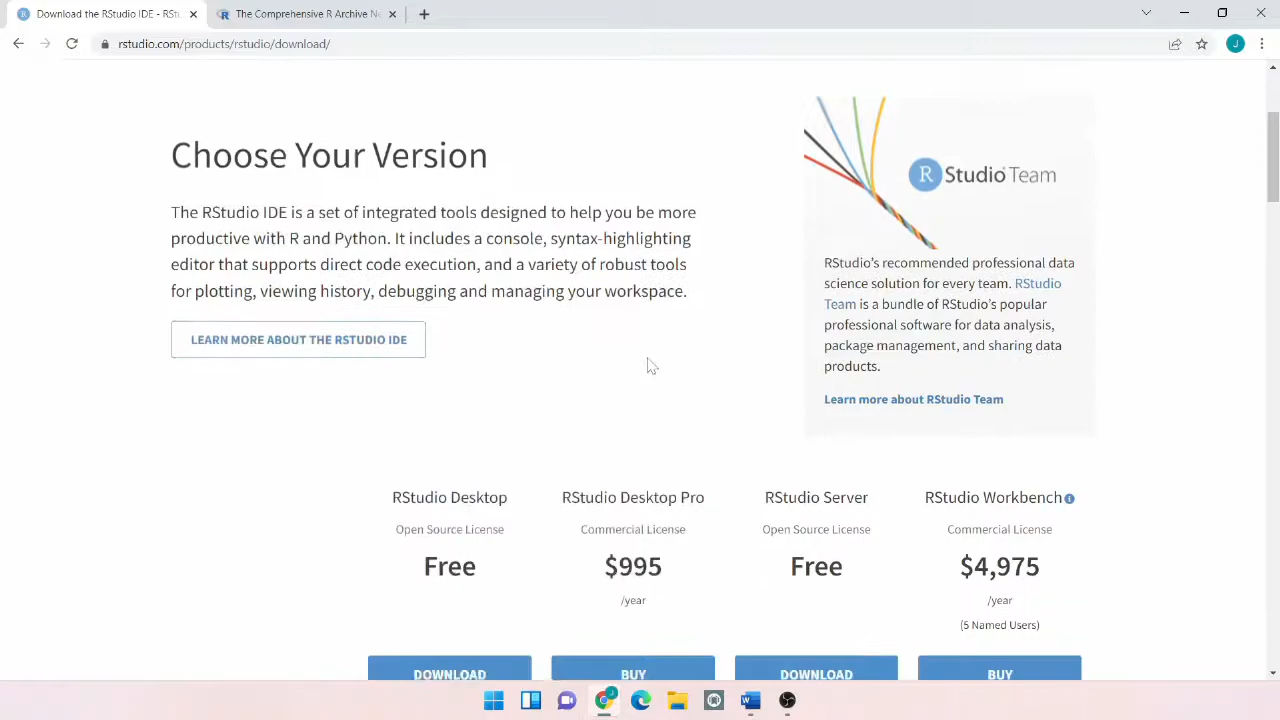 Download the RStudio IDE - RSt
The Comprehensive R Archive Ne
rstudio.com/products/rstudio/download/
J
Choose Your Version
The RStudio IDE is a set of integrated tools designed to help you be more
productive with R and Python. It includes a console, syntax-highlighting
editor that supports direct code execution, and a variety of robust tools
for plotting, viewing history, debugging and managing your workspace.
LEARN MORE ABOUT THE RSTUDIO IDE
R Studio Team
RStudio's recommended professional data
science solution for every team. RStudio
Team is a bundle of RStudio's popular
professional software for data analysis,
package management, and sharing data
products.
Learn more about RStudio Team
RStudio Desktop
Open Source License
Free
DOWNLOAD
RStudio Desktop Pro
Commercial License
$995
/year
BUY
RStudio Server
Open Source License
Free
DOWNLOAD
RStudio Workbench
Commercial License
$4,975
/year
(5 Named Users)
BUY